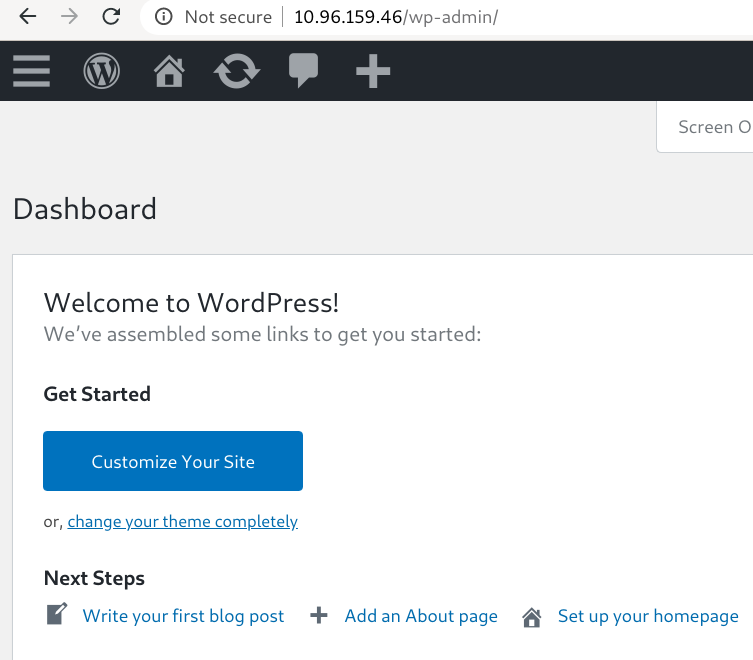 Not secure 10.96.159.46/wp-admin/
Screen O
Dashboard
Welcome to WordPress!
We've assembled some links to get you started:
Get Started
Customize Your Site
or, change your theme completely
Next Steps
Write your first blog post Add an About page Set up your homepage